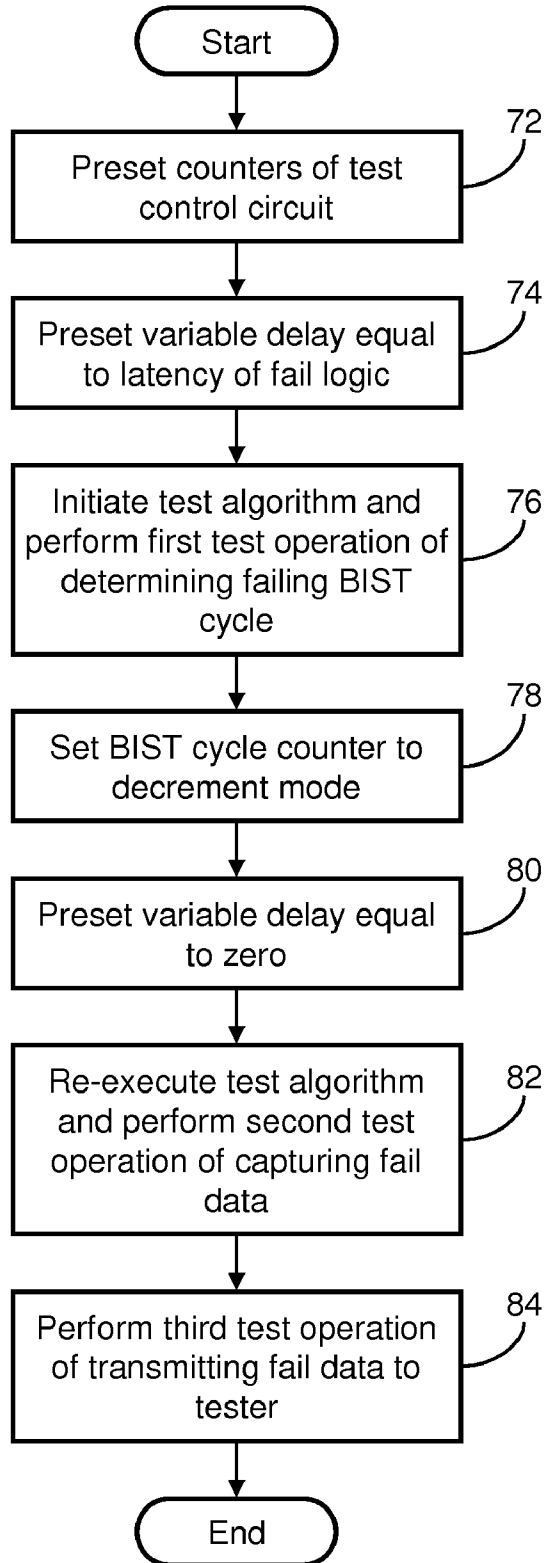 Start
72
Preset counters of test
control circuit
74
Preset variable delay equal
to latency of fail logic
76
Initiate test algorithm and
perform first test operation of
determining failing BIST
cycle
78
Set BIST cycle counter to
decrement mode
80
Preset variable delay equal
to zero
82
Re-execute test algorithm
and perform second test
operation of capturing fail
data
84
Perform third test operation
of transmitting fail data to
tester
End